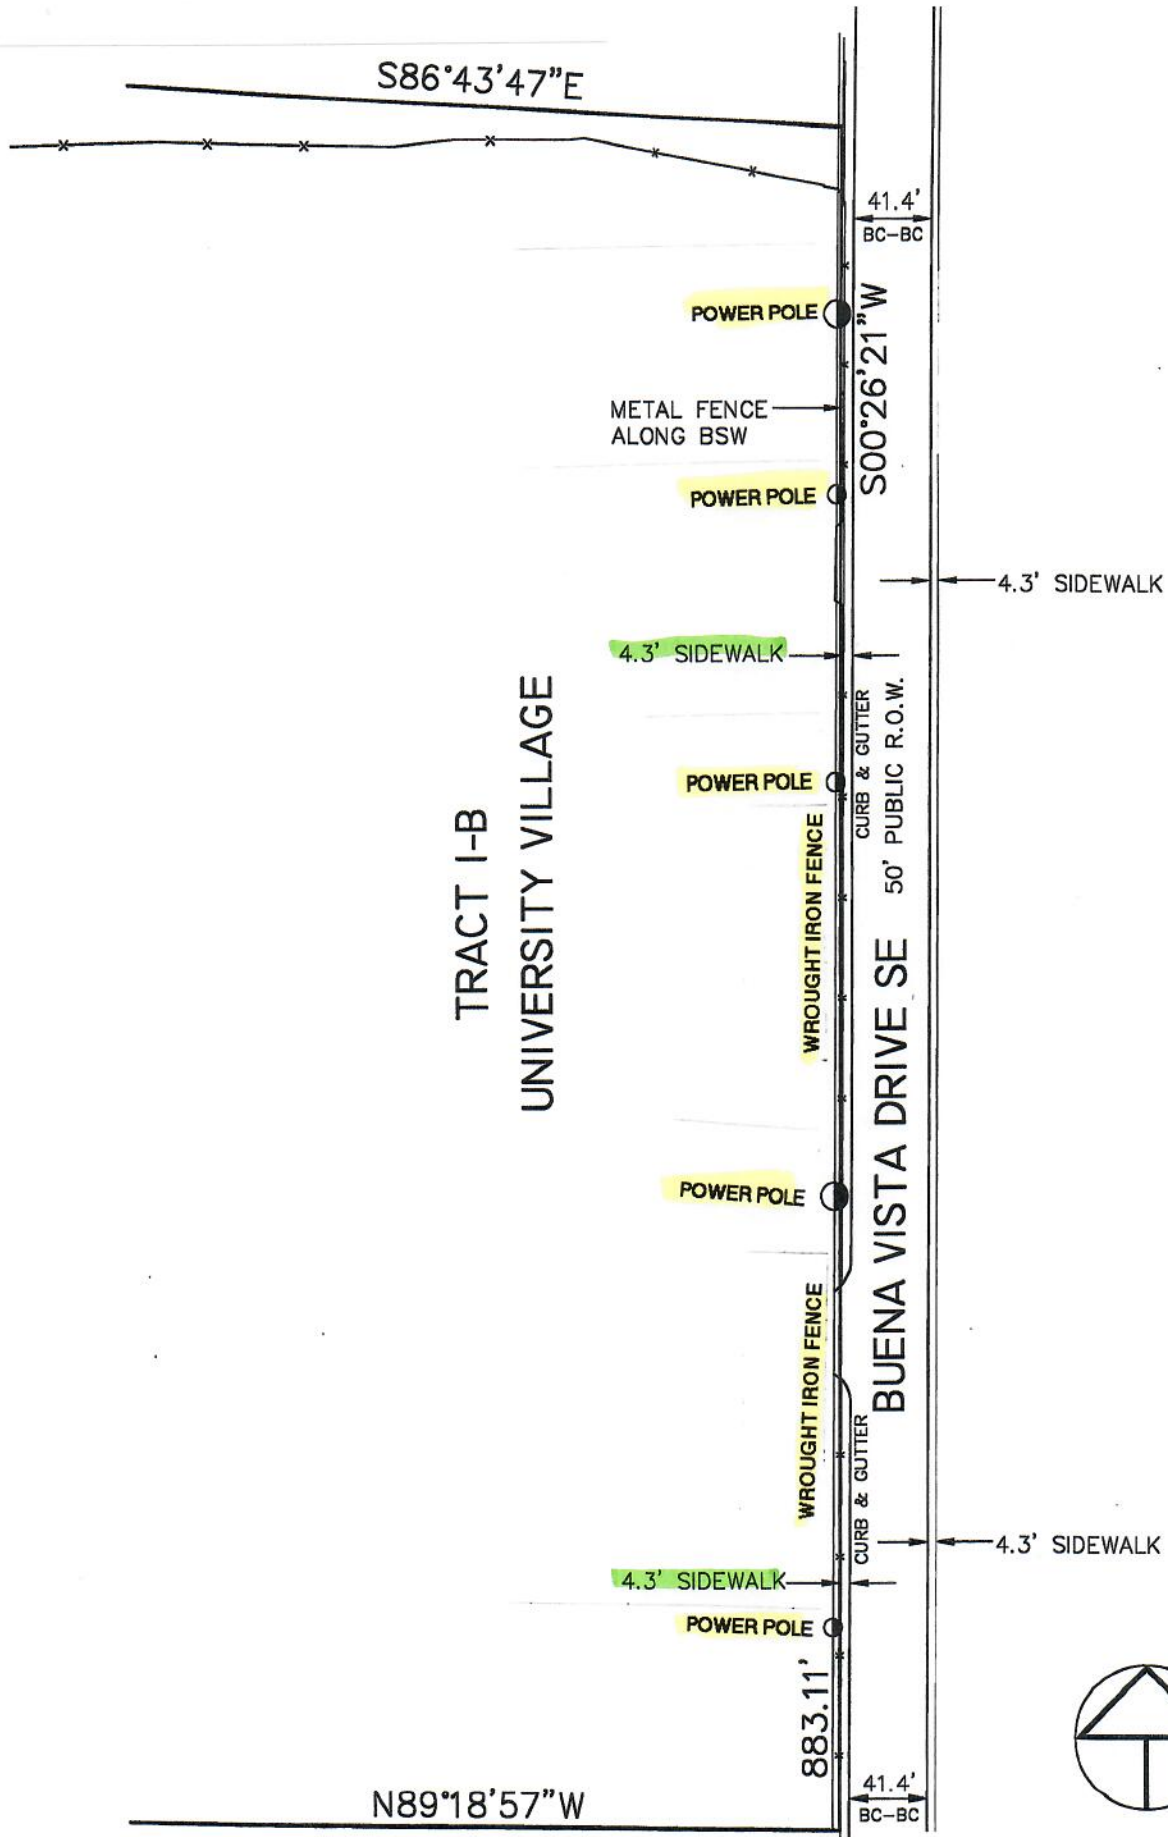 S86°43'47"E
41.4'
BC-BC
POWER POLE
S00°26'21"W
METAL FENCE
ALONG BSW
POWER POLE
4.3' SIDEWALK
4.3' SIDEWALK
CURB & GUTTER
50' PUBLIC R.O.W.
TRACT I-B
UNIVERSITY VILLAGE
POWER POLE
WROUGHT IRON FENCE
BUENA VISTA DRIVE SE
POWER POLE
WROUGHT IRON FENCE
CURB & GUTTER
4.3' SIDEWALK
4.3' SIDEWALK
POWER POLE
883.11'
41.4'
BC-BC
N89°18'57"W